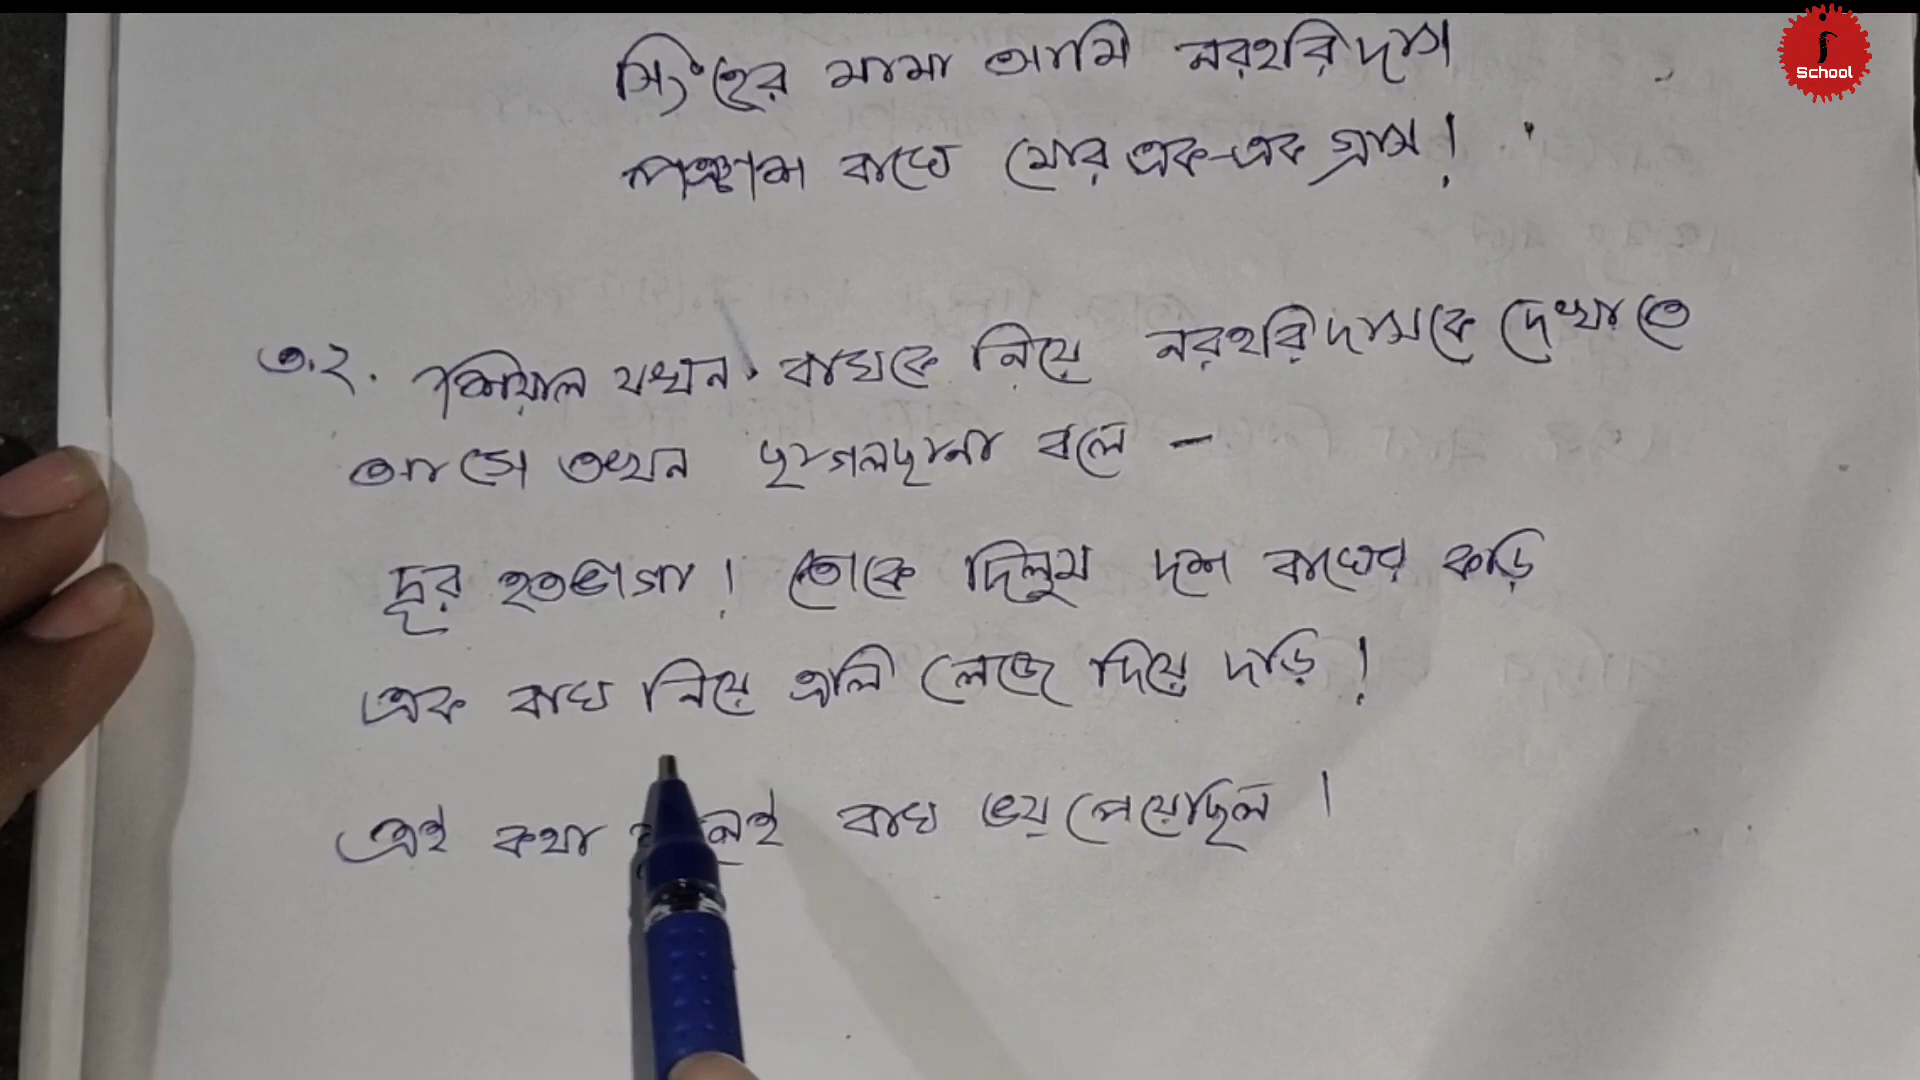 সিংহের মামা আমি নরহরি দাস
পঞ্চাশ বাঘে মোর এক-এক গ্রাস!
৩.২. শিয়াল যখন বাঘকে নিয়ে নরহরি দাসকে দেখাতে
আসে তখন ছাগলছানা বলে -
দূর হতভাগা! তোকে দিলুম দশ বাঘের কড়ি
এক বাঘ নিয়ে এলি লেজে দিয়ে দড়ি!
এই কথা বাঘ ভয় পেয়েছিল।
School